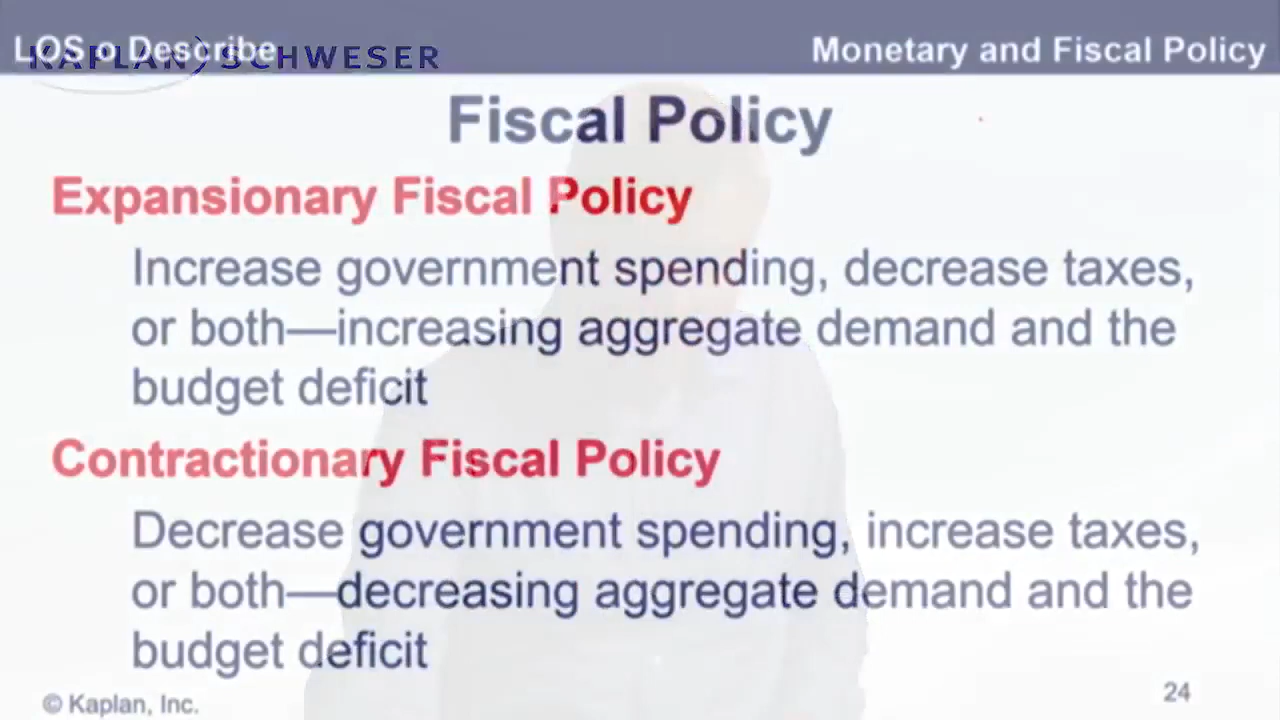 LOS o Describe
KAPLAN SCHWESER
Monetary and Fiscal Policy
Fiscal Policy
Expansionary Fiscal Policy
Increase government spending, decrease taxes,
or both—increasing aggregate demand and the
budget deficit
Contractionary Fiscal Policy
Decrease government spending, increase taxes,
or both—decreasing aggregate demand and the
budget deficit
© Kaplan, Inc.
24